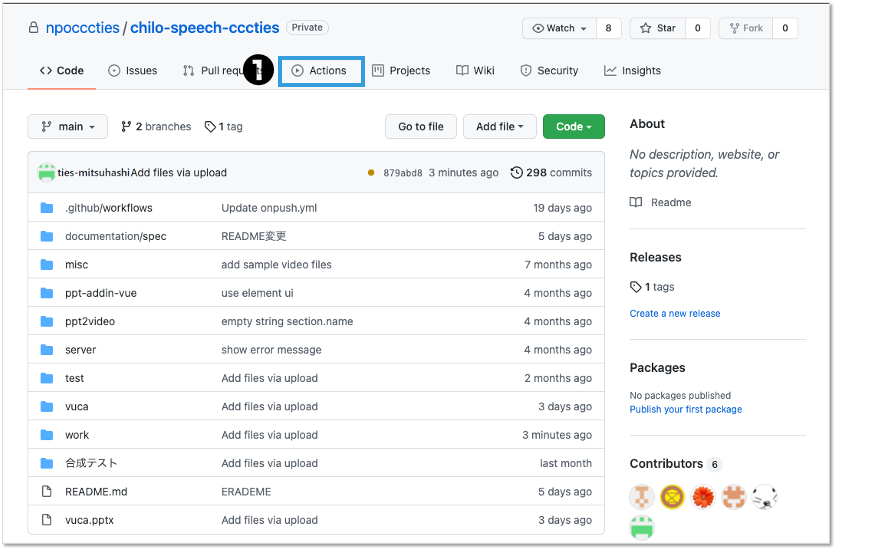 npocccties / chilo-speech-cccties Private
Watch 8 Star 0 Fork 0
Code Issues Pull requests 1 Actions Projects Wiki Security Insights
main 2 branches 1 tag Go to file Add file Code
ties-mitsuhashi Add files via upload 879abd8 3 minutes ago 298 commits
.github/workflows Update onpush.yml 19 days ago
documentation/spec README変更 5 days ago
misc add sample video files 7 months ago
ppt-addin-vue use element ui 4 months ago
ppt2video empty string section.name 4 months ago
server show error message 4 months ago
test Add files via upload 2 months ago
vuca Add files via upload 3 days ago
work Add files via upload 3 minutes ago
合成テスト Add files via upload last month
README.md ERADEME 5 days ago
vuca.pptx Add files via upload 3 days ago
About
No description, website, or
topics provided.
Readme
Releases
1 tags
Create a new release
Packages
No packages published
Publish your first package
Contributors 6